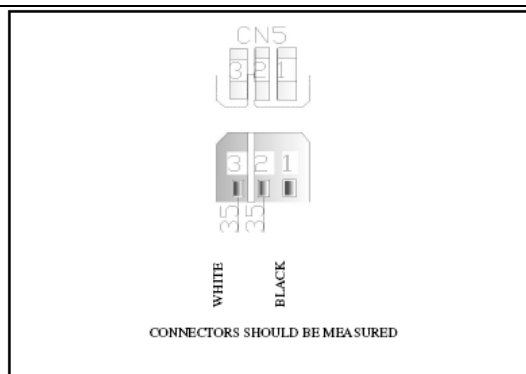 CN5
3 2 1
3 2 1
35 35
WHITE BLACK
CONNECTORS SHOULD BE MEASURED